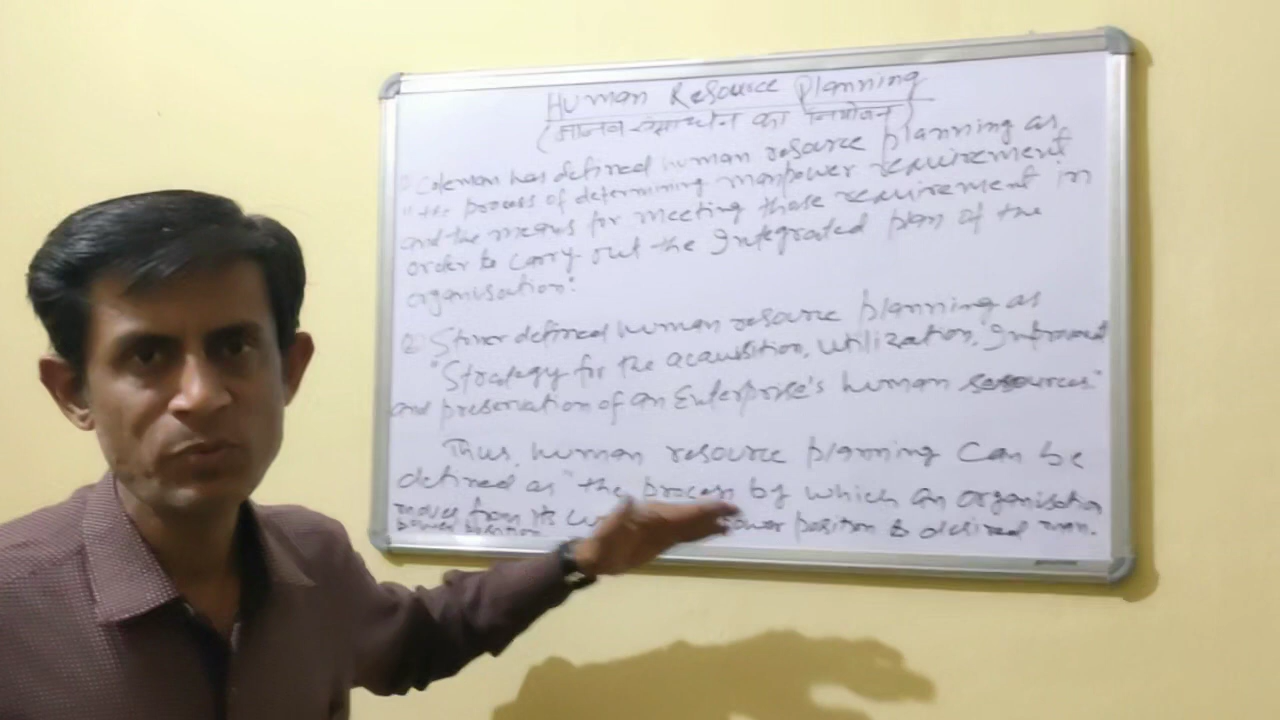 Human Resource Planning
(मानव संसाधन का नियोजन)
① Coleman has defined human resource planning as
"the process of determining manpower requirement
and the means for meeting those requirement in
order to carry out the Integrated plan of the
organisation."
② Stiner defined human resource planning as
"Strategy for the acquisition, utilization,
and preservation of an Enterprise's human resources"
Thus, human resource planning can be
defined as "the process by which an organisation
moves from its position to desired man.
power position